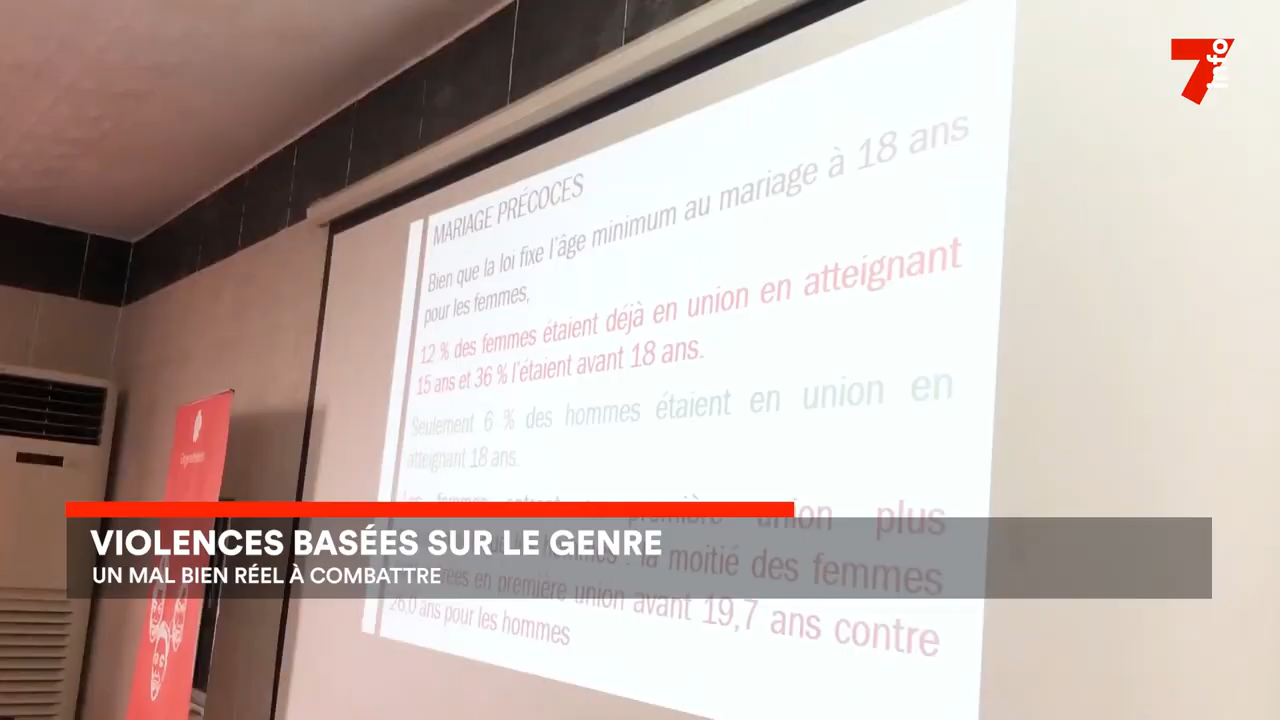 7info
MARIAGE PRÉCOCES
Bien que la loi fixe l'âge minimum au mariage à 18 ans
pour les femmes,
12 % des femmes étaient déjà en union en atteignant
15 ans et 36 % l'étaient avant 18 ans.
Seulement 6 % des hommes étaient en union en
atteignant 18 ans.
première union plus
la moitié des femmes
en première union avant 19,7 ans contre
26,0 ans pour les hommes
VIOLENCES BASÉES SUR LE GENRE
UN MAL BIEN RÉEL À COMBATTRE